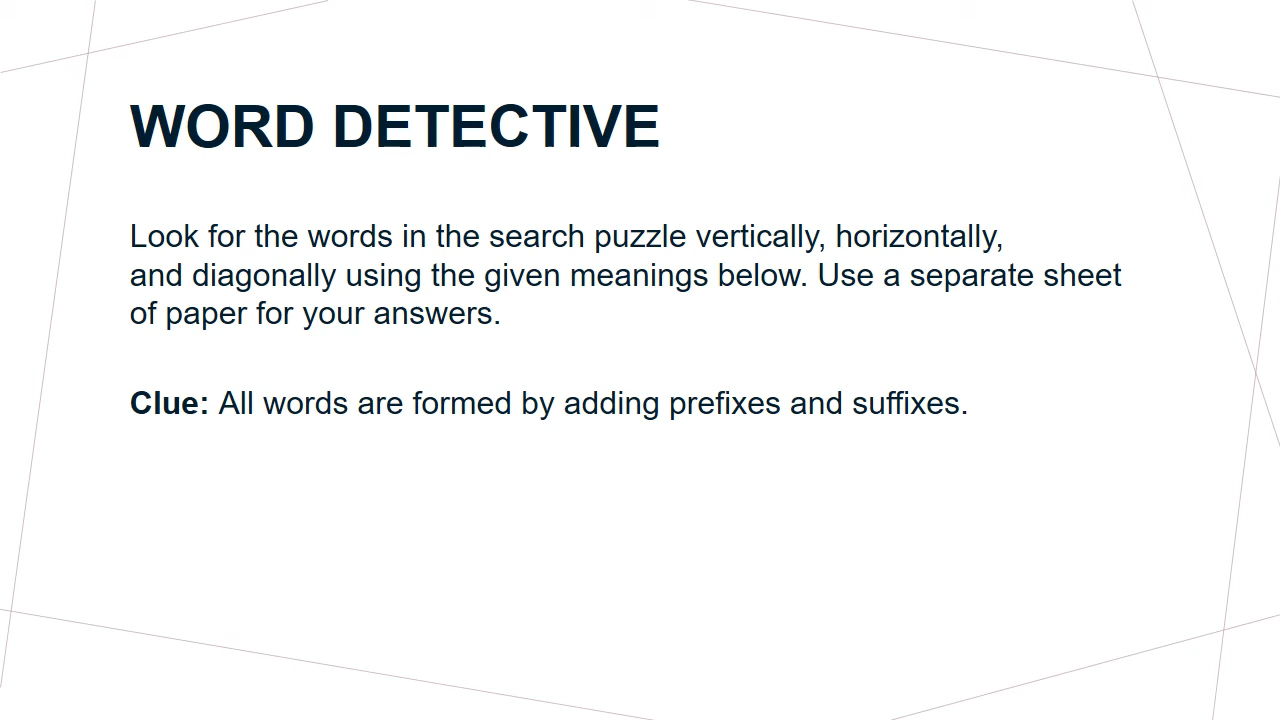 WORD DETECTIVE
Look for the words in the search puzzle vertically, horizontally,
and diagonally using the given meanings below. Use a separate sheet
of paper for your answers.
Clue: All words are formed by adding prefixes and suffixes.